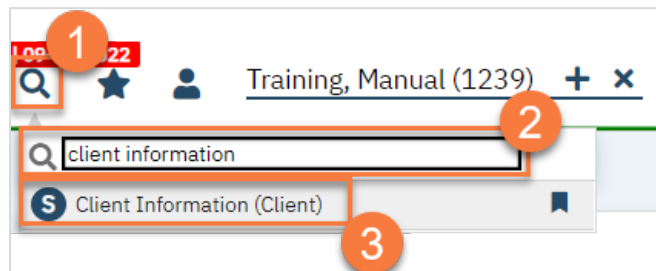 1
Training, Manual (1239)
2
client information
S Client Information (Client)
3